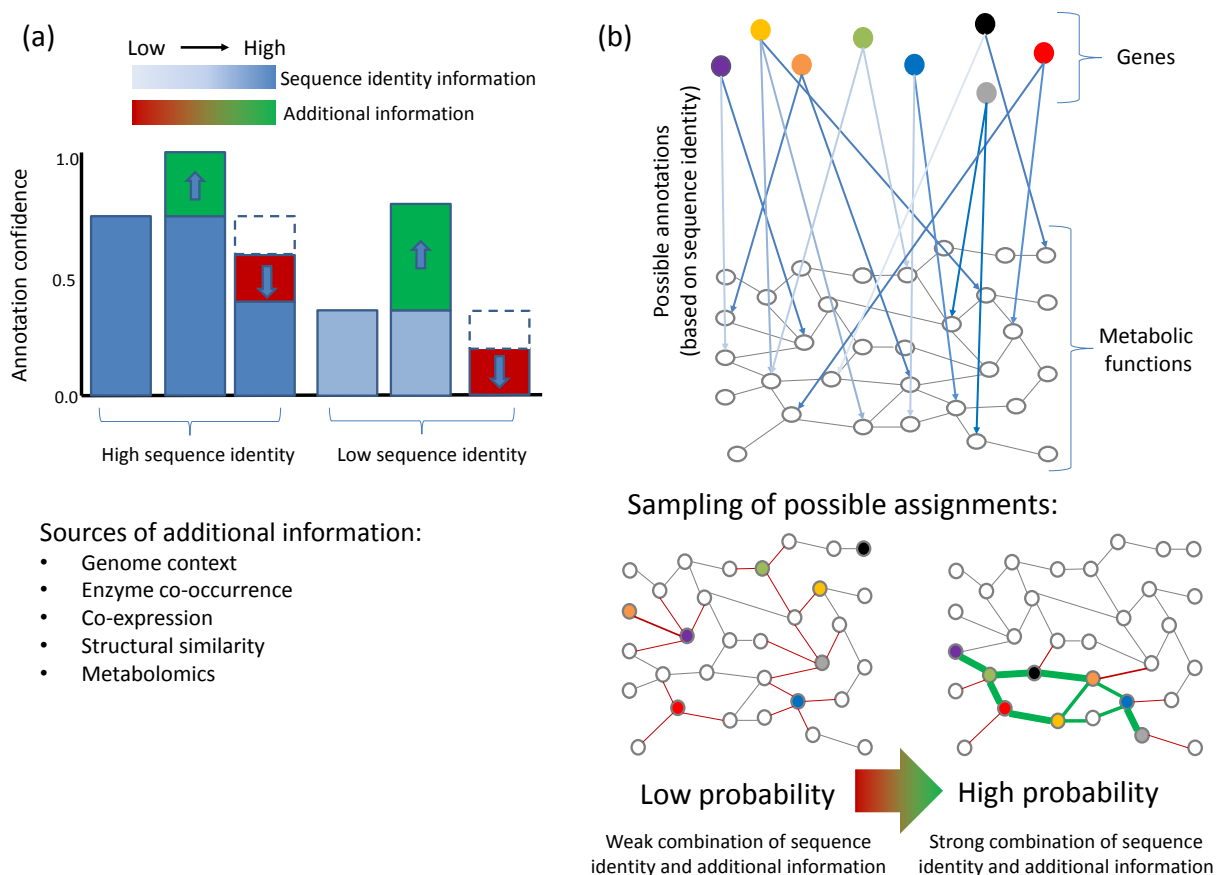 (a)
Low
High
Sequence identity information
Additional information
Annotation confidence
1.0
0.5
0.0
High sequence identity
Low sequence identity
Sources of additional information:
• Genome context
• Enzyme co-occurrence
• Co-expression
• Structural similarity
• Metabolomics
(b)
Genes
Possible annotations
(based on sequence identity)
Metabolic
functions
Sampling of possible assignments:
Low probability
High probability
Weak combination of sequence
identity and additional information
Strong combination of sequence
identity and additional information